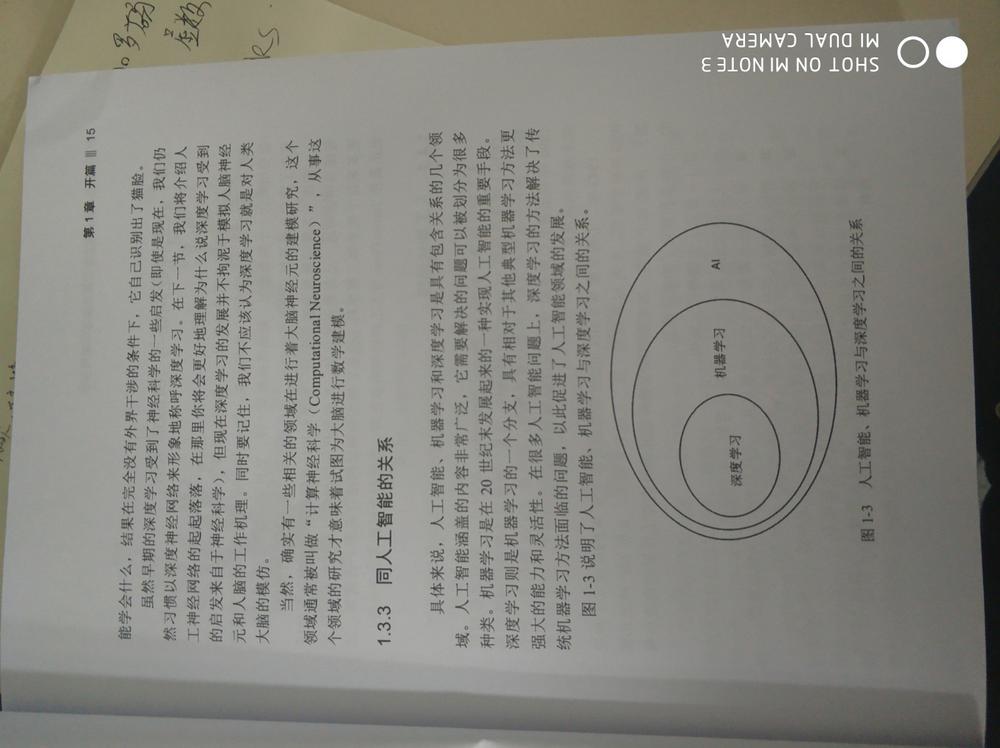 第 1 章 开篇 || 15
能学会什么，结果在完全没有外界干涉的条件下，它自己识别出了猫脸。
虽然早期的深度学习受到了神经科学的一些启发（即使是现在，我们仍
然习惯以深度神经网络来形象地称呼深度学习。在下一节，我们将介绍人
工神经网络的起起落落，在那里你将会更好地理解为什么说深度学习受到
的启发来自于神经科学），但现在深度学习的发展并不拘泥于模拟人脑神经
元和人脑的工作机理。同时要记住，我们不应该认为深度学习就是对人类
大脑的模仿。
当然，确实有一些相关的领域在进行着大脑神经元的建模研究，这个
领域通常被叫做“计算神经科学（Computational Neuroscience）”，从事这
个领域的研究才意味着试图为大脑进行数学建模。
1.3.3 同人工智能的关系
具体来说，人工智能、机器学习和深度学习是具有包含关系的几个领
域。人工智能涵盖的内容非常广泛，它需要解决的问题可以被划分为很多
种类。机器学习是在 20 世纪末发展起来的一种实现人工智能的重要手段。
深度学习则是机器学习的一个分支，具有相对于其他典型机器学习方法更
强大的能力和灵活性。在很多人工智能问题上，深度学习的方法解决了传
统机器学习方法面临的问题，以此促进了人工智能领域的发展。
图 1-3 说明了人工智能、机器学习与深度学习之间的关系。
深度学习
机器学习
AI
图 1-3 人工智能、机器学习与深度学习之间的关系
SHOT ON MI NOTE 3
MI DUAL CAMERA